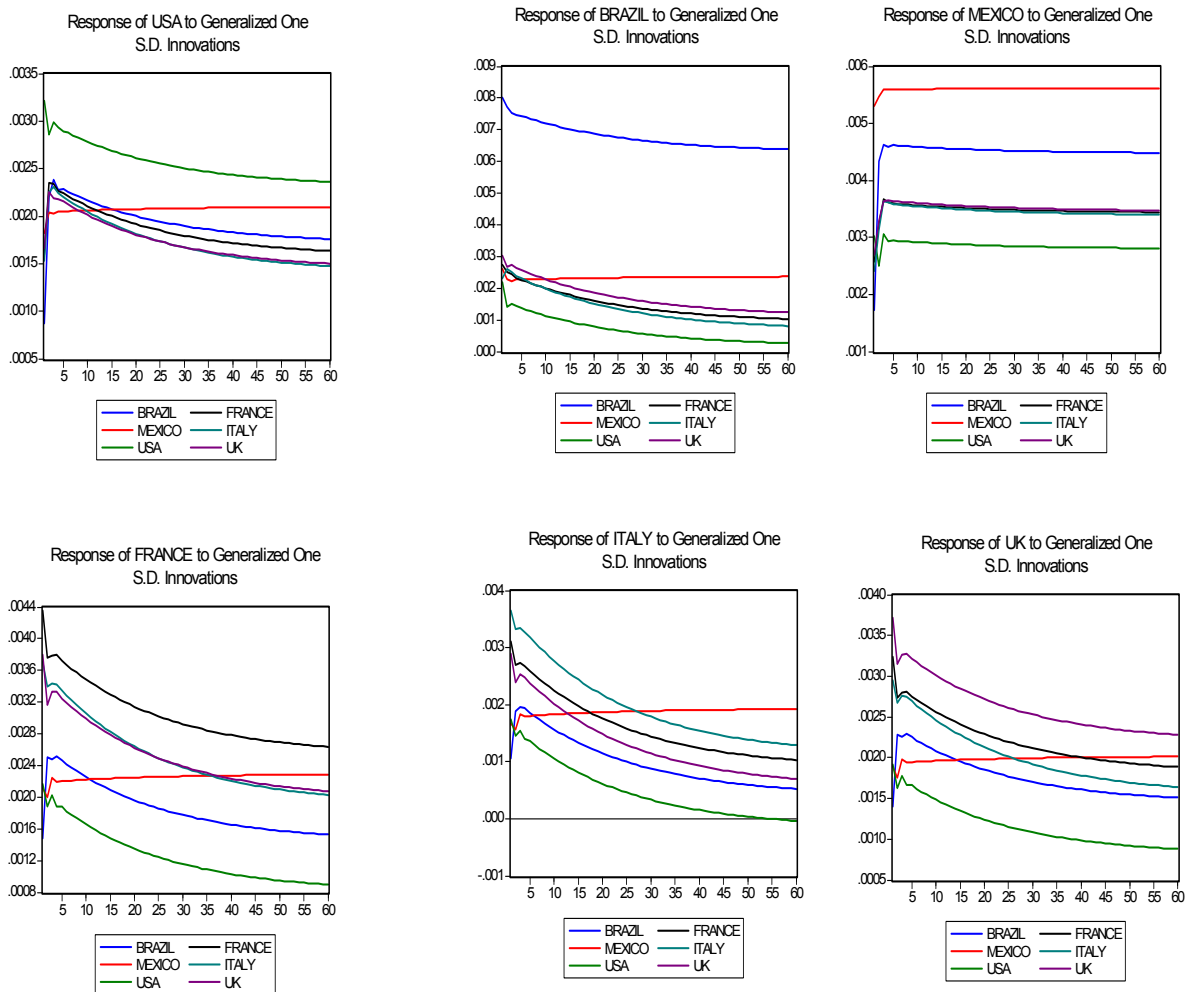 Response of USA to Generalized One
S.D. Innovations
.0035
.0030
.0025
.0020
.0015
.0010
.0005
5 10 15 20 25 30 35 40 45 50 55 60
BRAZIL FRANCE
MEXICO ITALY
USA UK
Response of BRAZIL to Generalized One
S.D. Innovations
.009
.008
.007
.006
.005
.004
.003
.002
.001
.000
5 10 15 20 25 30 35 40 45 50 55 60
BRAZIL FRANCE
MEXICO ITALY
USA UK
Response of MEXICO to Generalized One
S.D. Innovations
.006
.005
.004
.003
.002
.001
5 10 15 20 25 30 35 40 45 50 55 60
BRAZIL FRANCE
MEXICO ITALY
USA UK
Response of FRANCE to Generalized One
S.D. Innovations
.0044
.0040
.0036
.0032
.0028
.0024
.0020
.0016
.0012
.0008
5 10 15 20 25 30 35 40 45 50 55 60
BRAZIL FRANCE
MEXICO ITALY
USA UK
Response of ITALY to Generalized One
S.D. Innovations
.004
.003
.002
.001
.000
-.001
5 10 15 20 25 30 35 40 45 50 55 60
BRAZIL FRANCE
MEXICO ITALY
USA UK
Response of UK to Generalized One
S.D. Innovations
.0040
.0035
.0030
.0025
.0020
.0015
.0010
.0005
5 10 15 20 25 30 35 40 45 50 55 60
BRAZIL FRANCE
MEXICO ITALY
USA UK